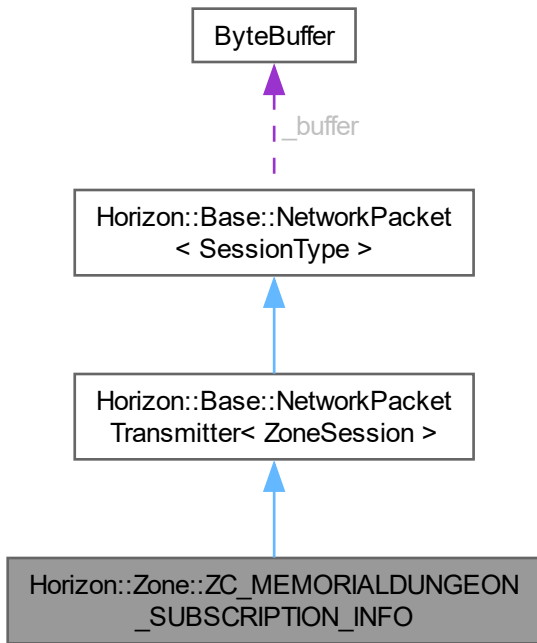 ByteBuffer
_buffer
Horizon::Base::NetworkPacket
< SessionType >
Horizon::Base::NetworkPacket
Transmitter< ZoneSession >
Horizon::Zone::ZC_MEMORIALDUNGEON
_SUBSCRIPTION_INFO